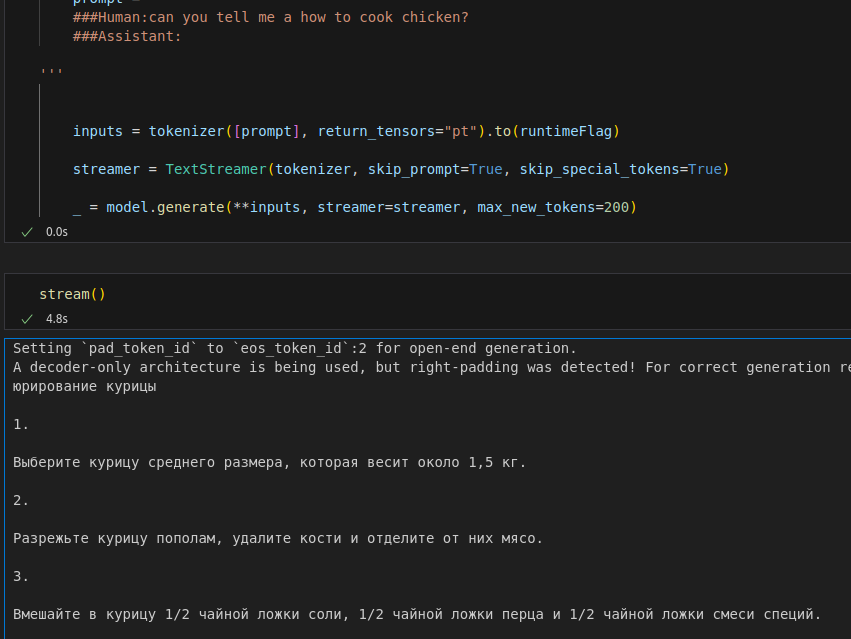 prompt =
###Human:can you tell me a how to cook chicken?
###Assistant:
'''
inputs = tokenizer([prompt], return_tensors="pt").to(runtimeFlag)
streamer = TextStreamer(tokenizer, skip_prompt=True, skip_special_tokens=True)
_ = model.generate(**inputs, streamer=streamer, max_new_tokens=200)
0.0s
stream()
4.8s
Setting `pad_token_id` to `eos_token_id`:2 for open-end generation.
A decoder-only architecture is being used, but right-padding was detected! For correct generation re
юрирование курицы
1.
Выберите курицу среднего размера, которая весит около 1,5 кг.
2.
Разрежьте курицу пополам, удалите кости и отделите от них мясо.
3.
Вмешайте в курицу 1/2 чайной ложки соли, 1/2 чайной ложки перца и 1/2 чайной ложки смеси специй.